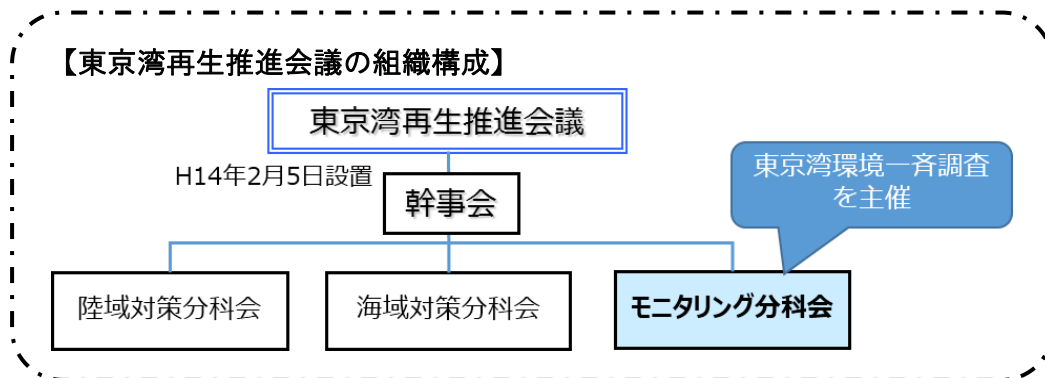 【東京湾再生推進会議の組織構成】
東京湾再生推進会議
H14年2月5日設置
幹事会
東京湾環境一斉調査
を主催
陸域対策分科会
海域対策分科会
モニタリング分科会